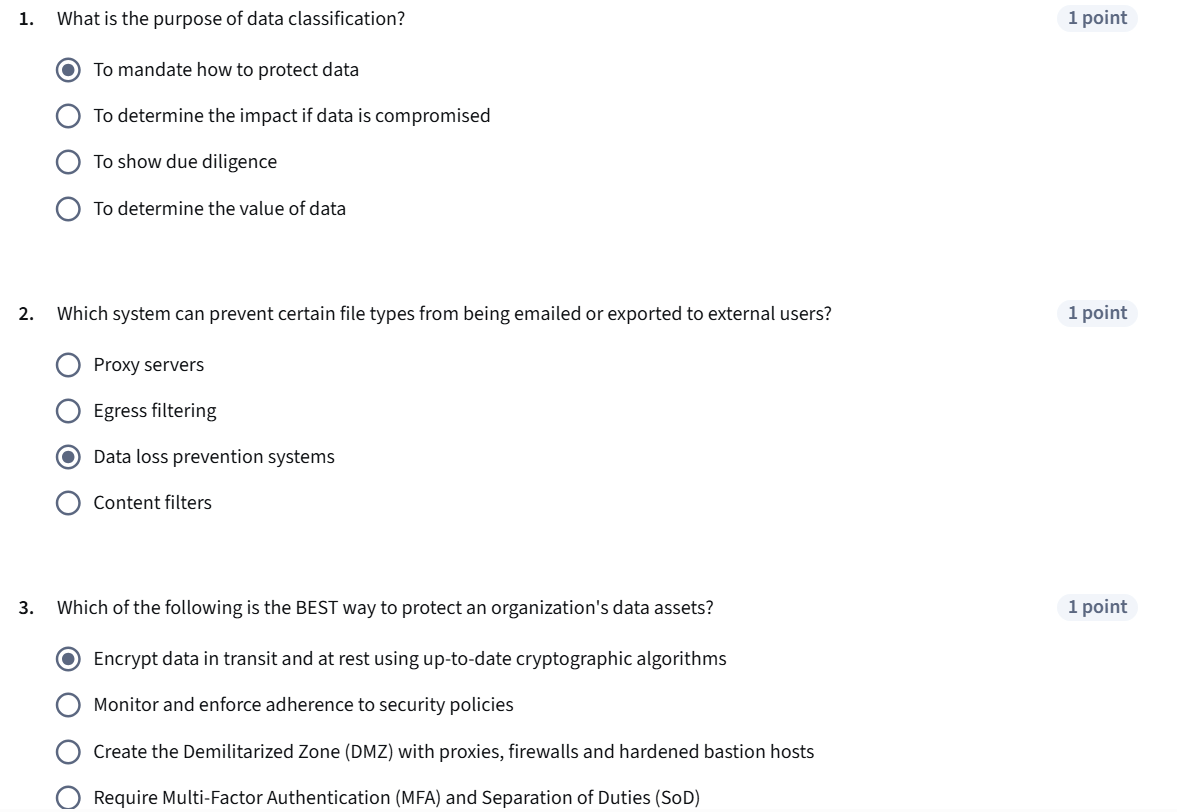 1. What is the purpose of data classification? 1 point
To mandate how to protect data
To determine the impact if data is compromised
To show due diligence
To determine the value of data
2. Which system can prevent certain file types from being emailed or exported to external users? 1 point
Proxy servers
Egress filtering
Data loss prevention systems
Content filters
3. Which of the following is the BEST way to protect an organization's data assets? 1 point
Encrypt data in transit and at rest using up-to-date cryptographic algorithms
Monitor and enforce adherence to security policies
Create the Demilitarized Zone (DMZ) with proxies, firewalls and hardened bastion hosts
Require Multi-Factor Authentication (MFA) and Separation of Duties (SoD)